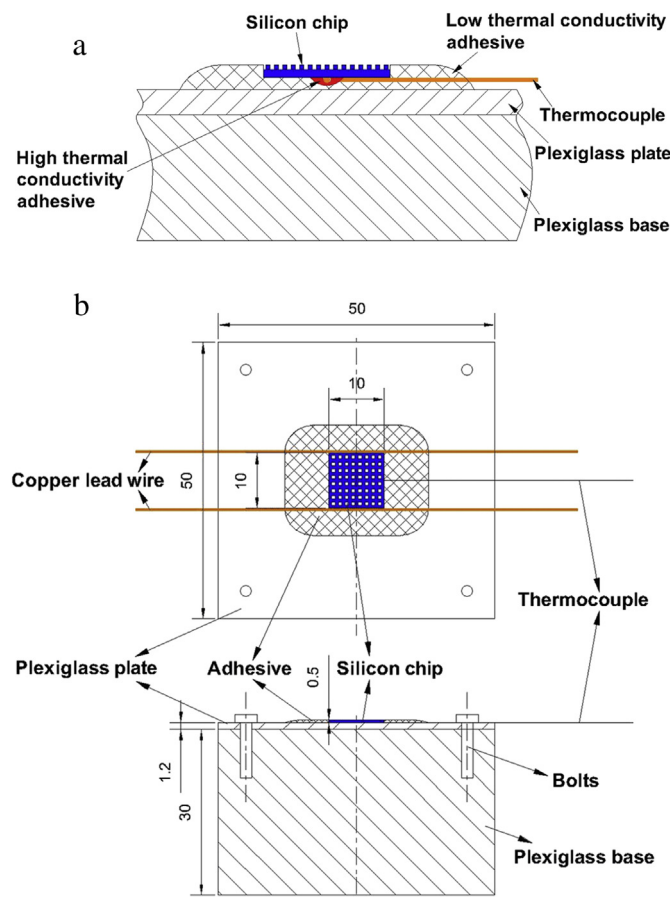 a
Silicon chip
Low thermal conductivity
adhesive
Thermocouple
High thermal
conductivity
adhesive
Plexiglass plate
Plexiglass base
b
50
10
Copper lead wire
50
10
Thermocouple
Plexiglass plate
Adhesive
0.5
Silicon chip
1.2
30
Bolts
Plexiglass base